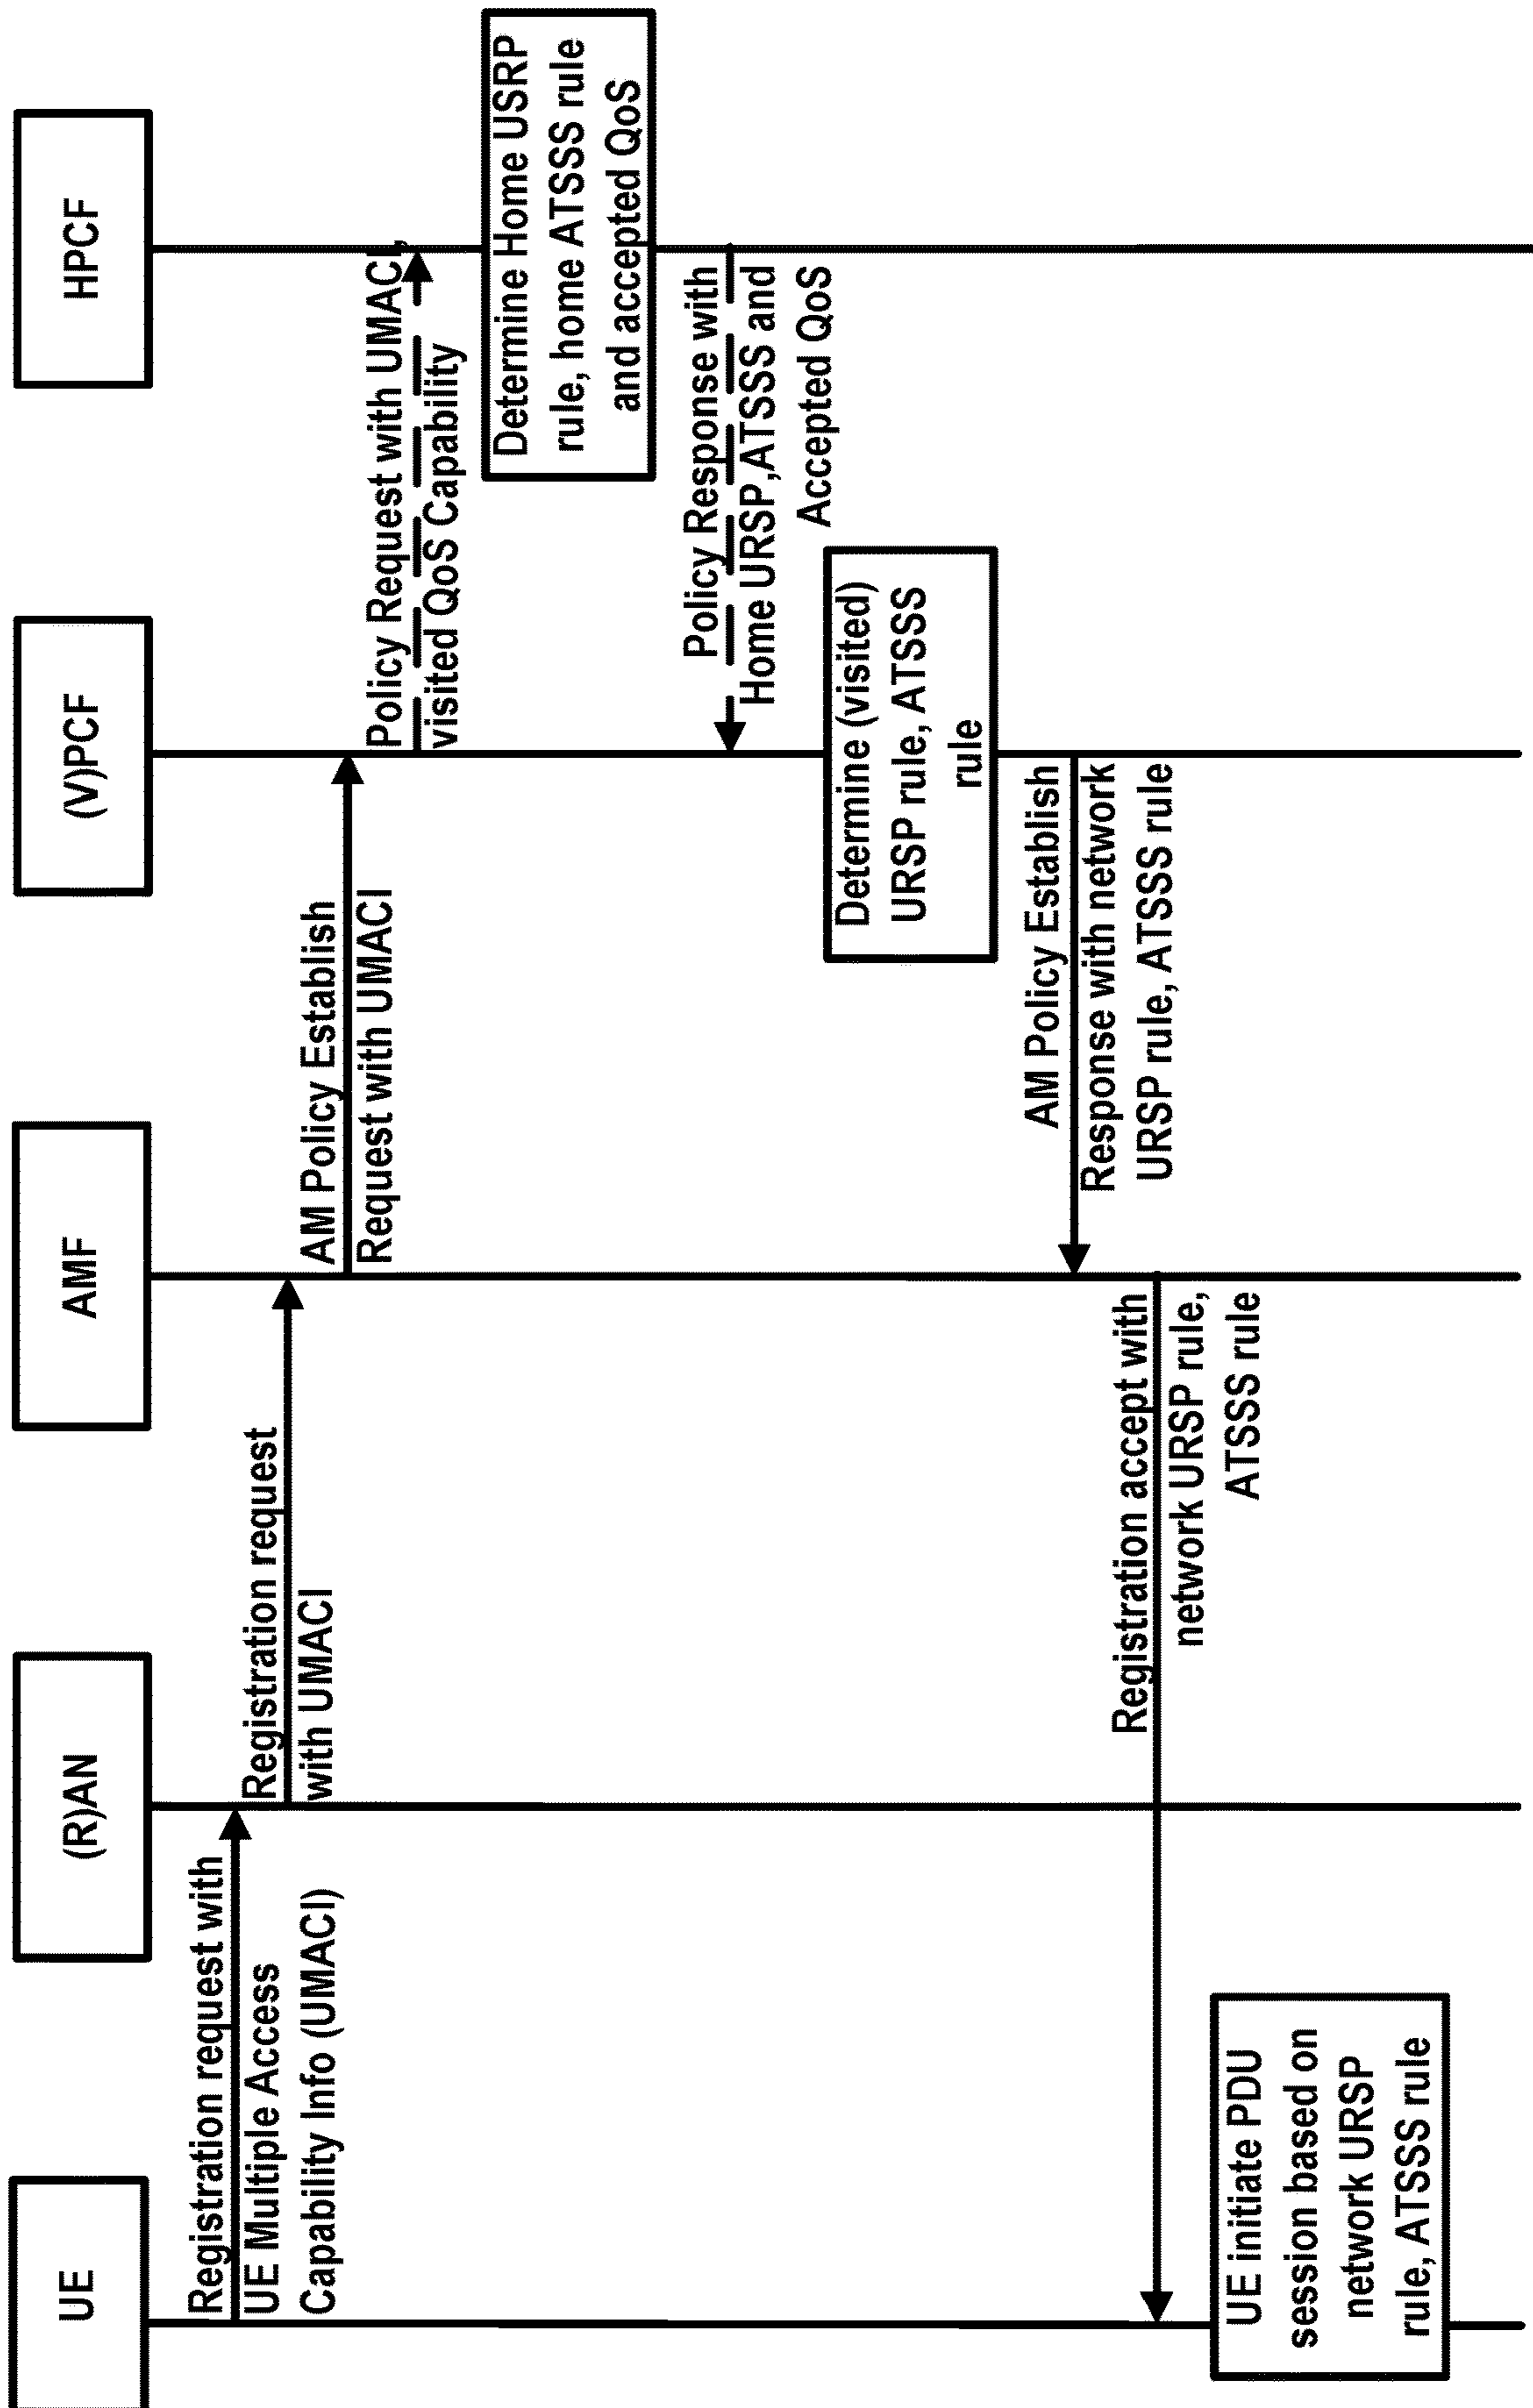 UE
(R)AN
AMF
(V)PCF
HPCF
Registration request with
UE Multiple Access
Capability Info (UMACI)
Registration request
with UMACI
AM Policy Establish
Request with UMACI
Policy Request with UMACI,
visited QoS Capability
Determine Home USRP
rule, home ATSSS rule
and accepted QoS
Policy Response with
Home URSP,ATSSS and
Accepted QoS
Determine (visited)
URSP rule, ATSSS
rule
AM Policy Establish
Response with network
URSP rule, ATSSS rule
Registration accept with
network URSP rule,
ATSSS rule
UE initiate PDU
session based on
network URSP
rule, ATSSS rule